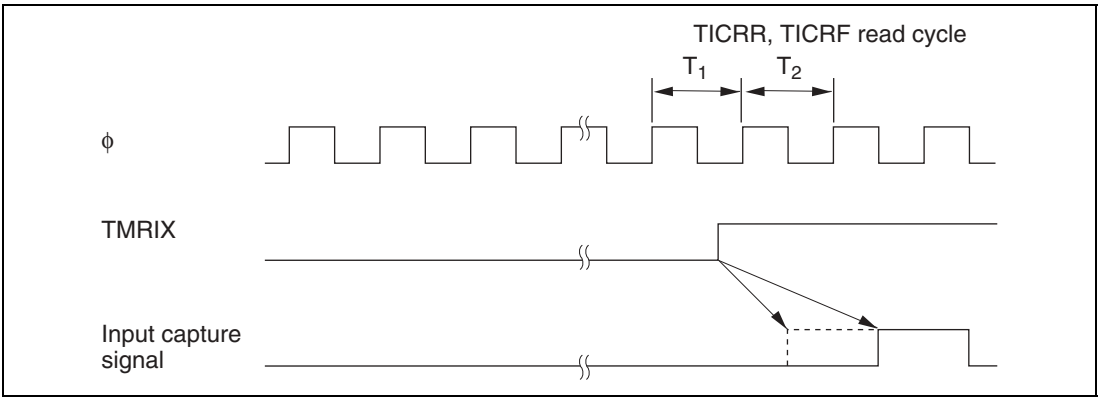 TICRR, TICRF read cycle
T1 T2
ϕ
TMRIX
Input capture
signal